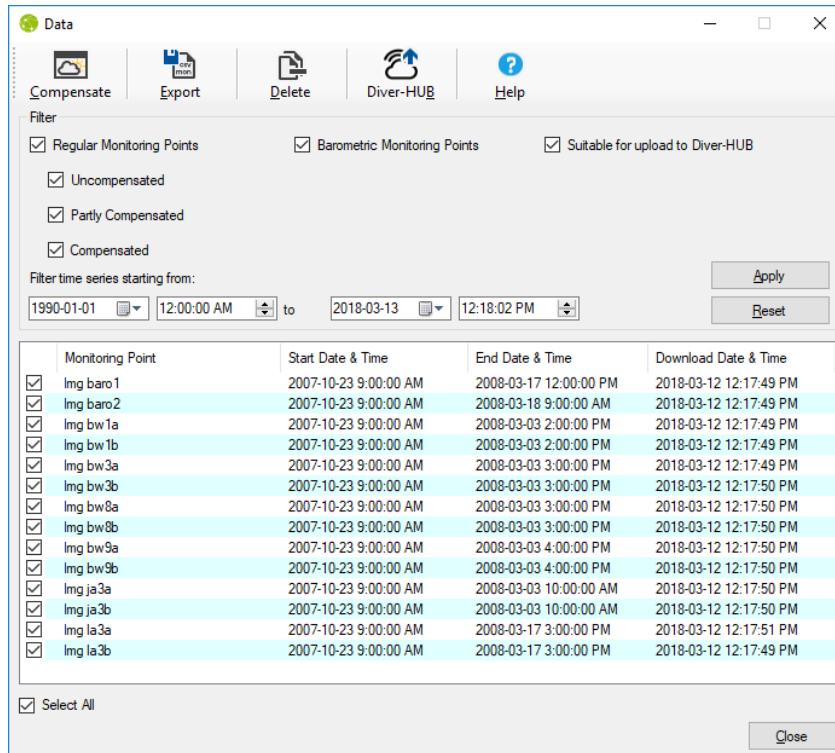 Data
Compensate Export Delete Diver-HUB Help
csv
mon
Filter
Regular Monitoring Points Barometric Monitoring Points Suitable for upload to Diver-HUB
Uncompensated
Partly Compensated
Compensated
Filter time series starting from:
Apply
1990-01-01 12:00:00 AM to 2018-03-13 12:18:02 PM
Reset
Monitoring Point Start Date & Time End Date & Time Download Date & Time
lmg baro1 2007-10-23 9:00:00 AM 2008-03-17 12:00:00 PM 2018-03-12 12:17:49 PM
lmg baro2 2007-10-23 9:00:00 AM 2008-03-18 9:00:00 AM 2018-03-12 12:17:49 PM
lmg bw1a 2007-10-23 9:00:00 AM 2008-03-03 2:00:00 PM 2018-03-12 12:17:49 PM
lmg bw1b 2007-10-23 9:00:00 AM 2008-03-03 2:00:00 PM 2018-03-12 12:17:49 PM
lmg bw3a 2007-10-23 9:00:00 AM 2008-03-03 3:00:00 PM 2018-03-12 12:17:49 PM
lmg bw3b 2007-10-23 9:00:00 AM 2008-03-03 3:00:00 PM 2018-03-12 12:17:50 PM
lmg bw8a 2007-10-23 9:00:00 AM 2008-03-03 3:00:00 PM 2018-03-12 12:17:50 PM
lmg bw8b 2007-10-23 9:00:00 AM 2008-03-03 3:00:00 PM 2018-03-12 12:17:50 PM
lmg bw9a 2007-10-23 9:00:00 AM 2008-03-03 4:00:00 PM 2018-03-12 12:17:50 PM
lmg bw9b 2007-10-23 9:00:00 AM 2008-03-03 4:00:00 PM 2018-03-12 12:17:50 PM
lmg ja3a 2007-10-23 9:00:00 AM 2008-03-03 10:00:00 AM 2018-03-12 12:17:50 PM
lmg ja3b 2007-10-23 9:00:00 AM 2008-03-03 10:00:00 AM 2018-03-12 12:17:50 PM
lmg la3a 2007-10-23 9:00:00 AM 2008-03-17 3:00:00 PM 2018-03-12 12:17:51 PM
lmg la3b 2007-10-23 9:00:00 AM 2008-03-17 3:00:00 PM 2018-03-12 12:17:49 PM
Select All
Close